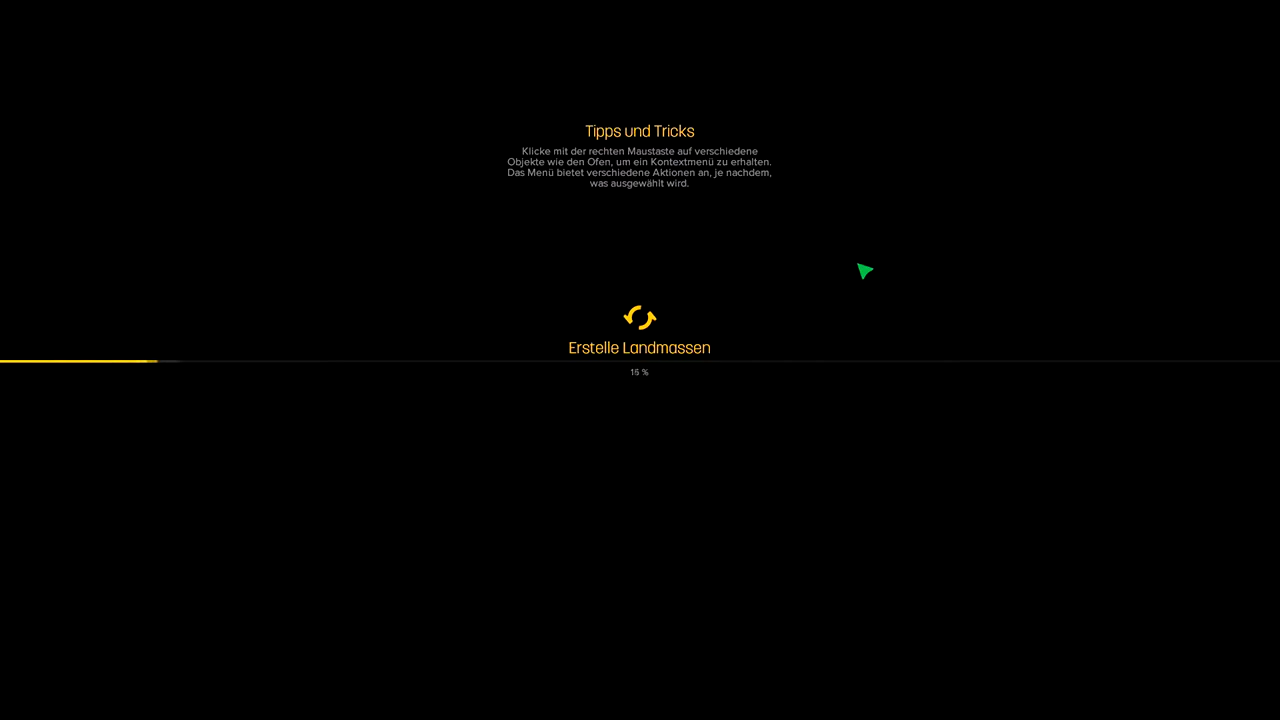 Tipps und Tricks
Klicke mit der rechten Maustaste auf verschiedene
Objekte wie den Ofen, um ein Kontextmenü zu erhalten.
Das Menü bietet verschiedene Aktionen an, je nachdem,
was ausgewählt wird.
Erstelle Landmassen